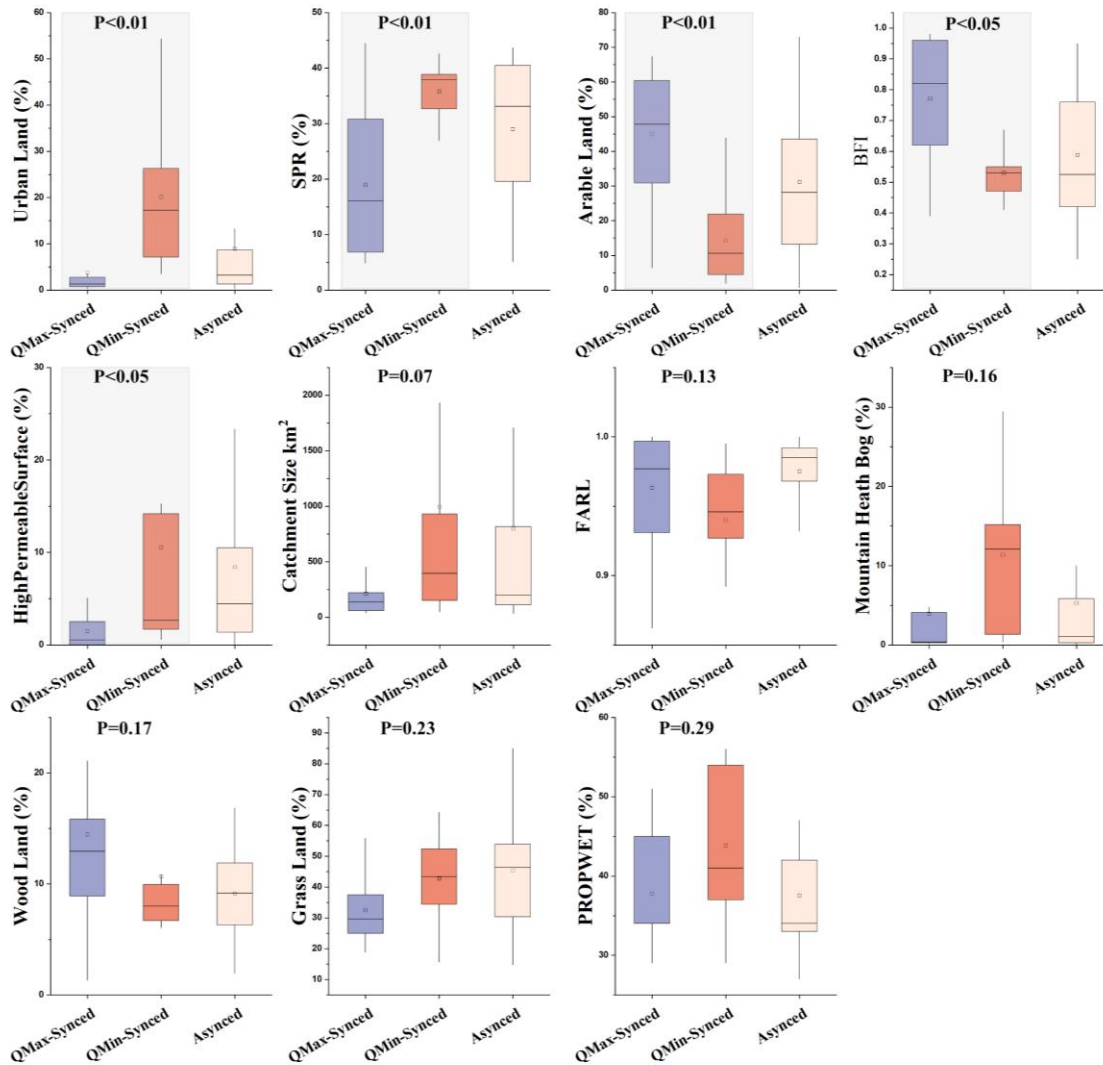 P<0.01
Urban Land (%)
60
50
40
30
20
10
0
QMax-Synced
QMin-Synced
Asynced
P<0.01
SPR (%)
50
40
30
20
10
0
QMax-Synced
QMin-Synced
Asynced
P<0.01
Arable Land (%)
80
70
60
50
40
30
20
10
0
QMax-Synced
QMin-Synced
Asynced
P<0.05
BFI
1.0
0.9
0.8
0.7
0.6
0.5
0.4
0.3
0.2
QMax-Synced
QMin-Synced
Asynced
P<0.05
HighPermeableSurface (%)
30
20
10
0
QMax-Synced
QMin-Synced
Asynced
P=0.07
Catchment Size km²
2000
1500
1000
500
0
QMax-Synced
QMin-Synced
Asynced
P=0.13
FARL
1.0
0.9
QMax-Synced
QMin-Synced
Asynced
P=0.16
Mountain Heath Bog (%)
30
20
10
0
QMax-Synced
QMin-Synced
Asynced
P=0.17
Wood Land (%)
20
10
0
QMax-Synced
QMin-Synced
Asynced
P=0.23
Grass Land (%)
90
80
70
60
50
40
30
20
10
QMax-Synced
QMin-Synced
Asynced
P=0.29
PROPWET (%)
60
50
40
30
QMax-Synced
QMin-Synced
Asynced